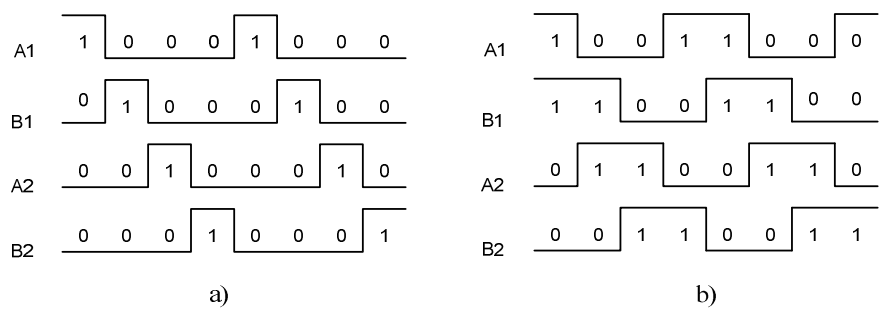 A1 1 0 0 0 1 0 0 0
B1 0 1 0 0 0 1 0 0
A2 0 0 1 0 0 0 1 0
B2 0 0 0 1 0 0 0 1
a)
A1 1 0 0 1 1 0 0 0
B1 1 1 0 0 1 1 0 0
A2 0 1 1 0 0 1 1 0
B2 0 0 1 1 0 0 1 1
b)